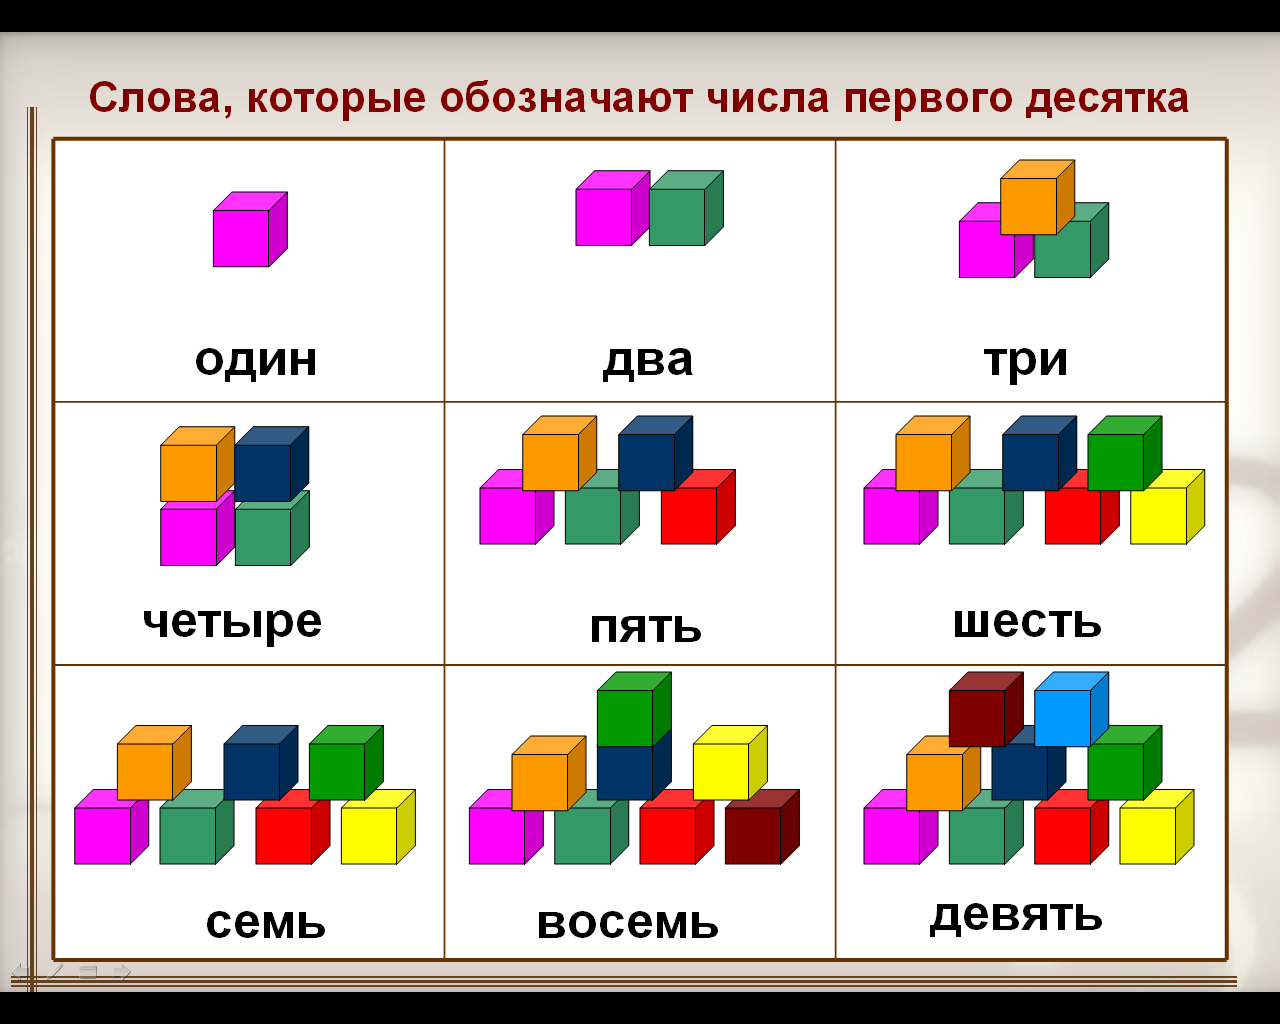 Слова, которые обозначают числа первого десятка
один
два
три
четыре
пять
шесть
семь
восемь
девять